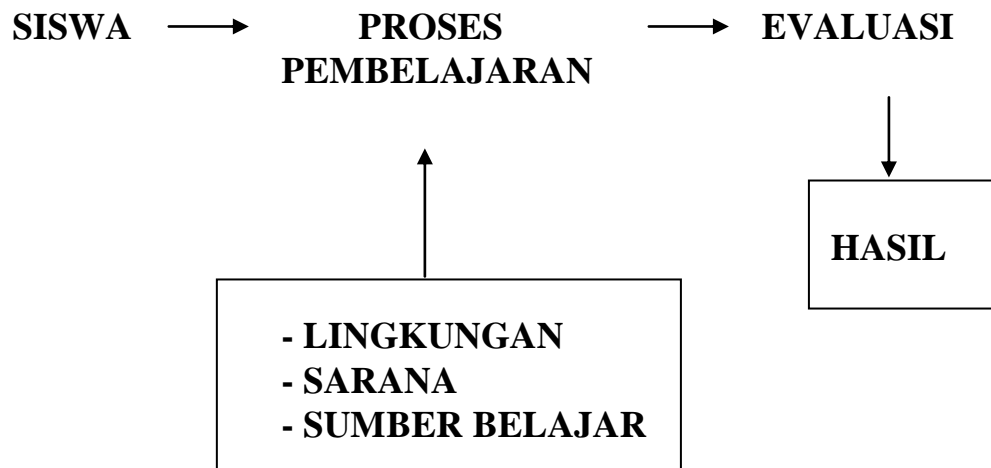 SISWA PROSES EVALUASI
PEMBELAJARAN
HASIL
- LINGKUNGAN
- SARANA
- SUMBER BELAJAR